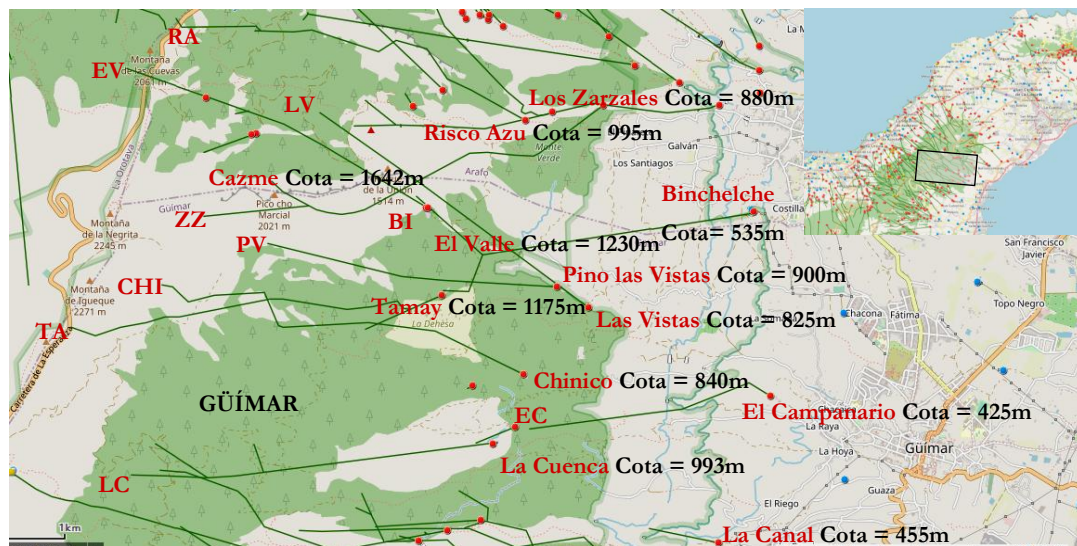 RA
Montaña
de las Cuevas
2061 m
EV
LV
La Orotava
Los Zarzales Cota = 880m
Risco Azu Cota = 995m
Monte
Verde
Galván
Los Santiagos
Cazme Cota = 1642m
de la Unión
1514 m
Arafo
Güímar
Pico cho
Marcial
2021 m
ZZ
Montaña
de la Negrita
2245 m
BI
Binchelche
Costilla
PV
El Valle Cota = 1230m
Cota=535m
San Francisco
Javier
CHI
Montaña
de Igueque
2271 m
Pino las Vistas Cota = 900m
Topo Negro
Tamay Cota = 1175m
La Dehesa
Las Vistas Cota = 825m
Chacona
Fátima
TA
Carretera de La Esperanza
Chinico Cota = 840m
GÜÍMAR
EC
El Campanario Cota = 425m
La Raya
Güímar
La Hoya
La Cuenca Cota = 993m
Guaza
LC
El Riego
1km
La Canal Cota = 455m